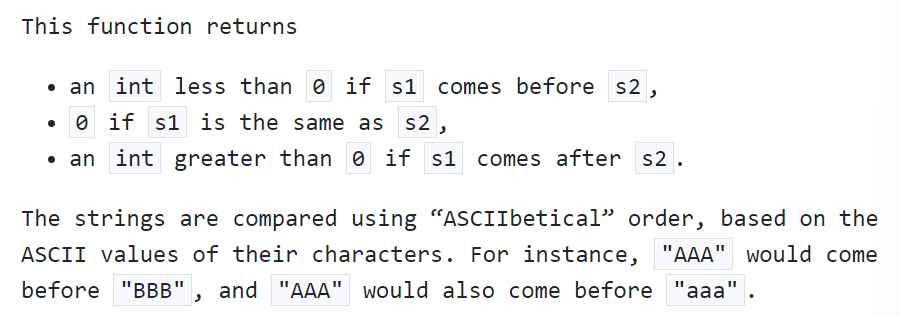 This function returns
• an int less than 0 if s1 comes before s2,
• 0 if s1 is the same as s2,
• an int greater than 0 if s1 comes after s2.
The strings are compared using “ASCIIbetical” order, based on the
ASCII values of their characters. For instance, "AAA" would come
before "BBB", and "AAA" would also come before "aaa".